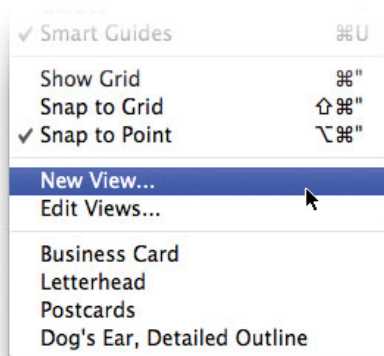 ✓ Smart Guides ⌘U
Show Grid ⌘"
Snap to Grid ⇧⌘"
✓ Snap to Point ⌥⌘"
New View...
Edit Views...
Business Card
Letterhead
Postcards
Dog's Ear, Detailed Outline